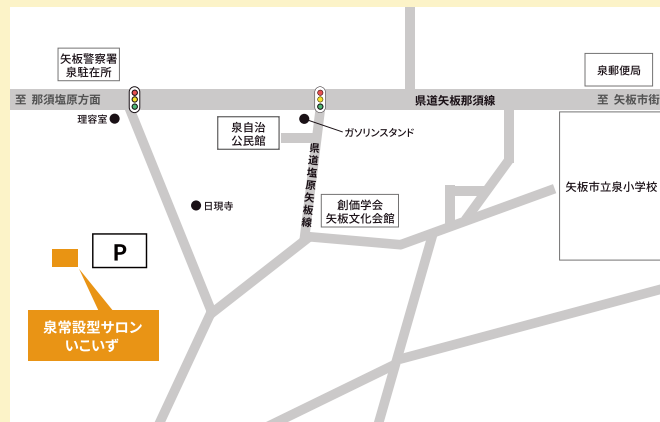 矢板警察署
泉駐在所
泉郵便局
至 那須塩原方面
県道矢板那須線
至 矢板市街
理容室
泉自治
公民館
ガソリンスタンド
県道塩原矢板線
矢板市立泉小学校
日現寺
創価学会
矢板文化会館
P
泉常設型サロン
いこいず